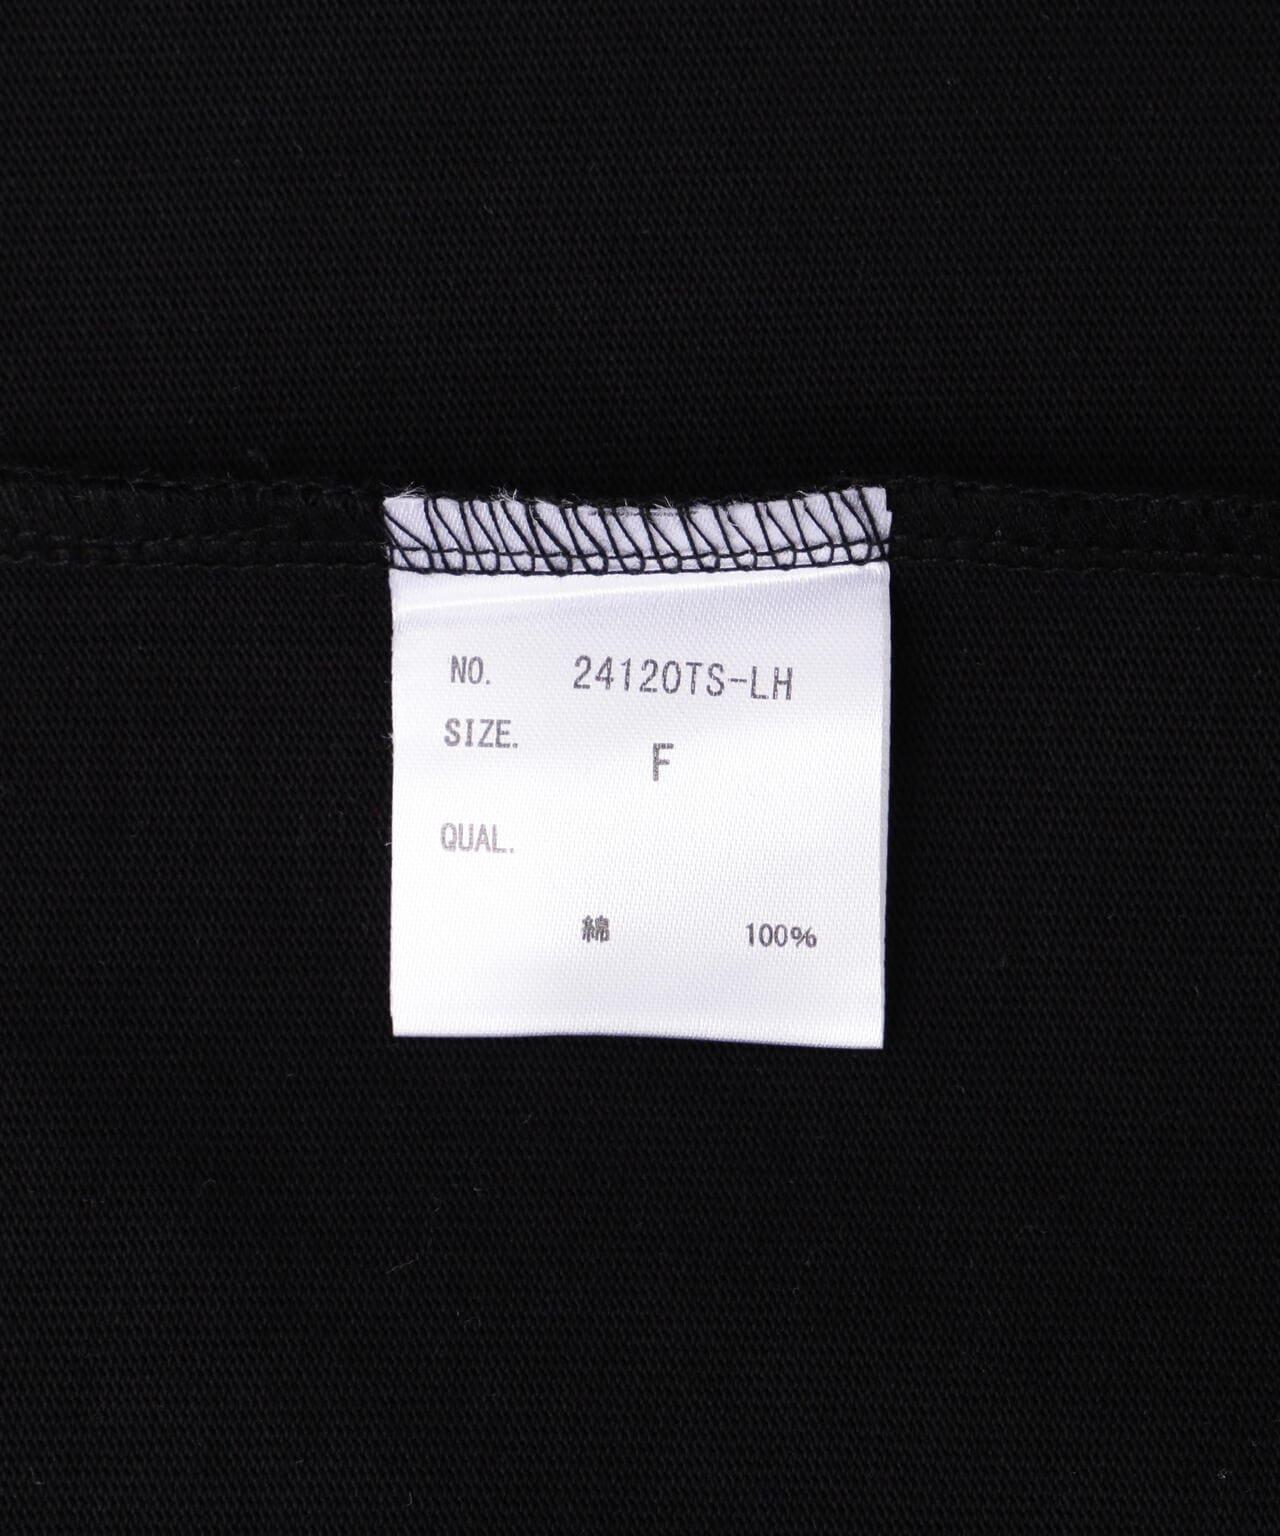 NO. 24120TS-LH
SIZE. F
QUAL.
綿 100%